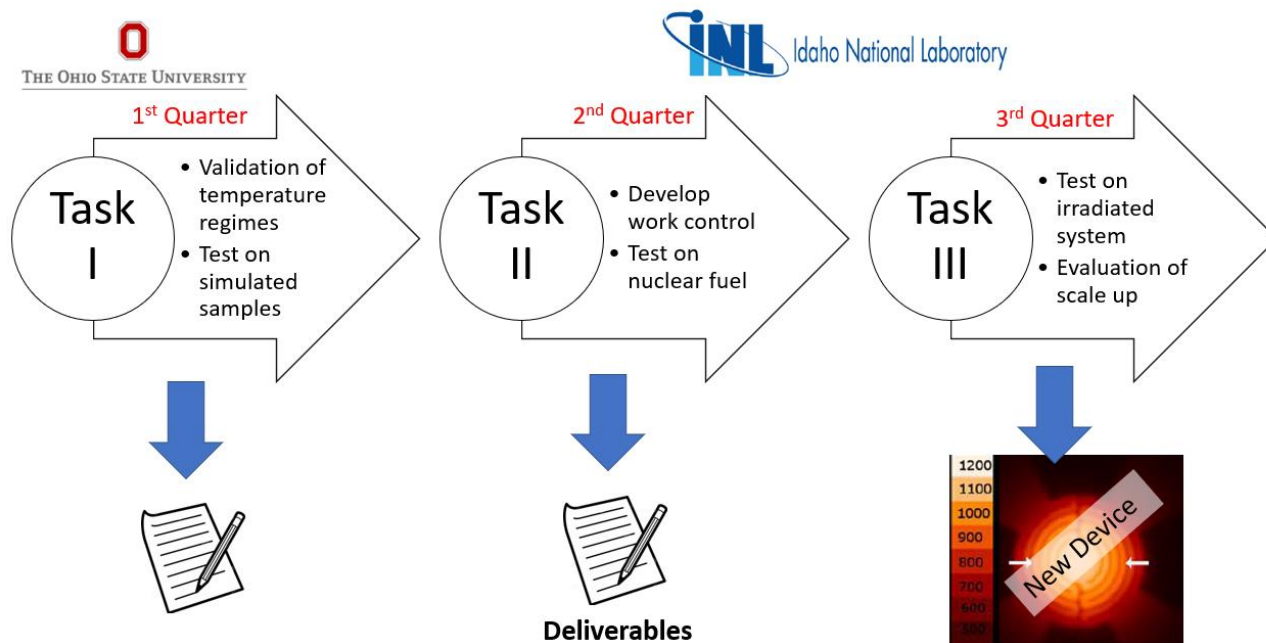 THE OHIO STATE UNIVERSITY
INL Idaho National Laboratory
1st Quarter
Task
I
• Validation of
temperature
regimes
• Test on
simulated
samples
2nd Quarter
Task
II
• Develop
work control
• Test on
nuclear fuel
3rd Quarter
Task
III
• Test on
irradiated
system
• Evaluation of
scale up
Deliverables
1200
1100
1000
900
800
700
600
New Device